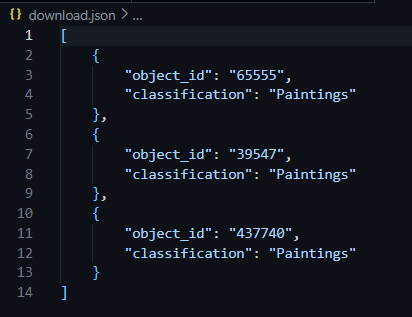 {} download.json > ...
1 [
2 {
3 "object_id": "65555",
4 "classification": "Paintings"
5 },
6 {
7 "object_id": "39547",
8 "classification": "Paintings"
9 },
10 {
11 "object_id": "437740",
12 "classification": "Paintings"
13 }
14 ]